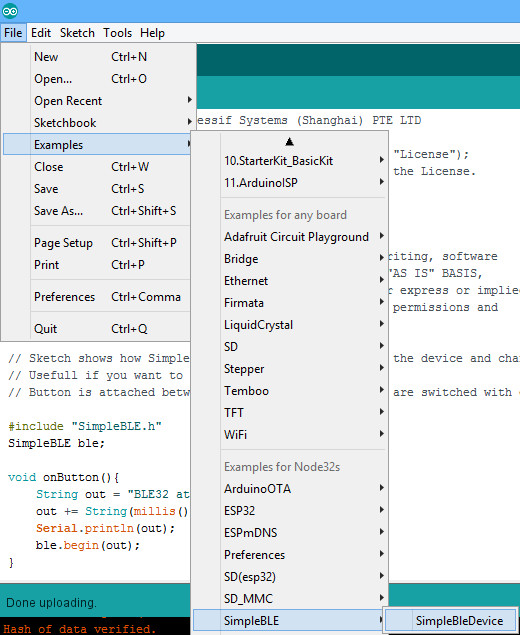 File Edit Sketch Tools Help
New Ctrl+N
Open... Ctrl+O
Open Recent
Sketchbook
Examples
Close Ctrl+W
Save Ctrl+S
Save As... Ctrl+Shift+S
Page Setup Ctrl+Shift+P
Print Ctrl+P
Preferences Ctrl+Comma
Quit Ctrl+Q
10.StarterKit_BasicKit
11.ArduinoISP
Examples for any board
Adafruit Circuit Playground
Bridge
Ethernet
Firmata
LiquidCrystal
SD
Stepper
Temboo
TFT
WiFi
Examples for Node32s
ArduinoOTA
ESP32
ESPmDNS
Preferences
SD(esp32)
SD_MMC
SimpleBLE
SimpleBleDevice
essif Systems (Shanghai) PTE LTD
"License");
the License.
riting, software
"AS IS" BASIS,
express or implie
permissions and
// Sketch shows how Simple the device and cha
// Usefull if you want to
// Button is attached betw are switched with
#include "SimpleBLE.h"
SimpleBLE ble;
void onButton(){
String out = "BLE32 at
out += String(millis()
Serial.println(out);
ble.begin(out);
}
Done uploading.
Hash of data verified.